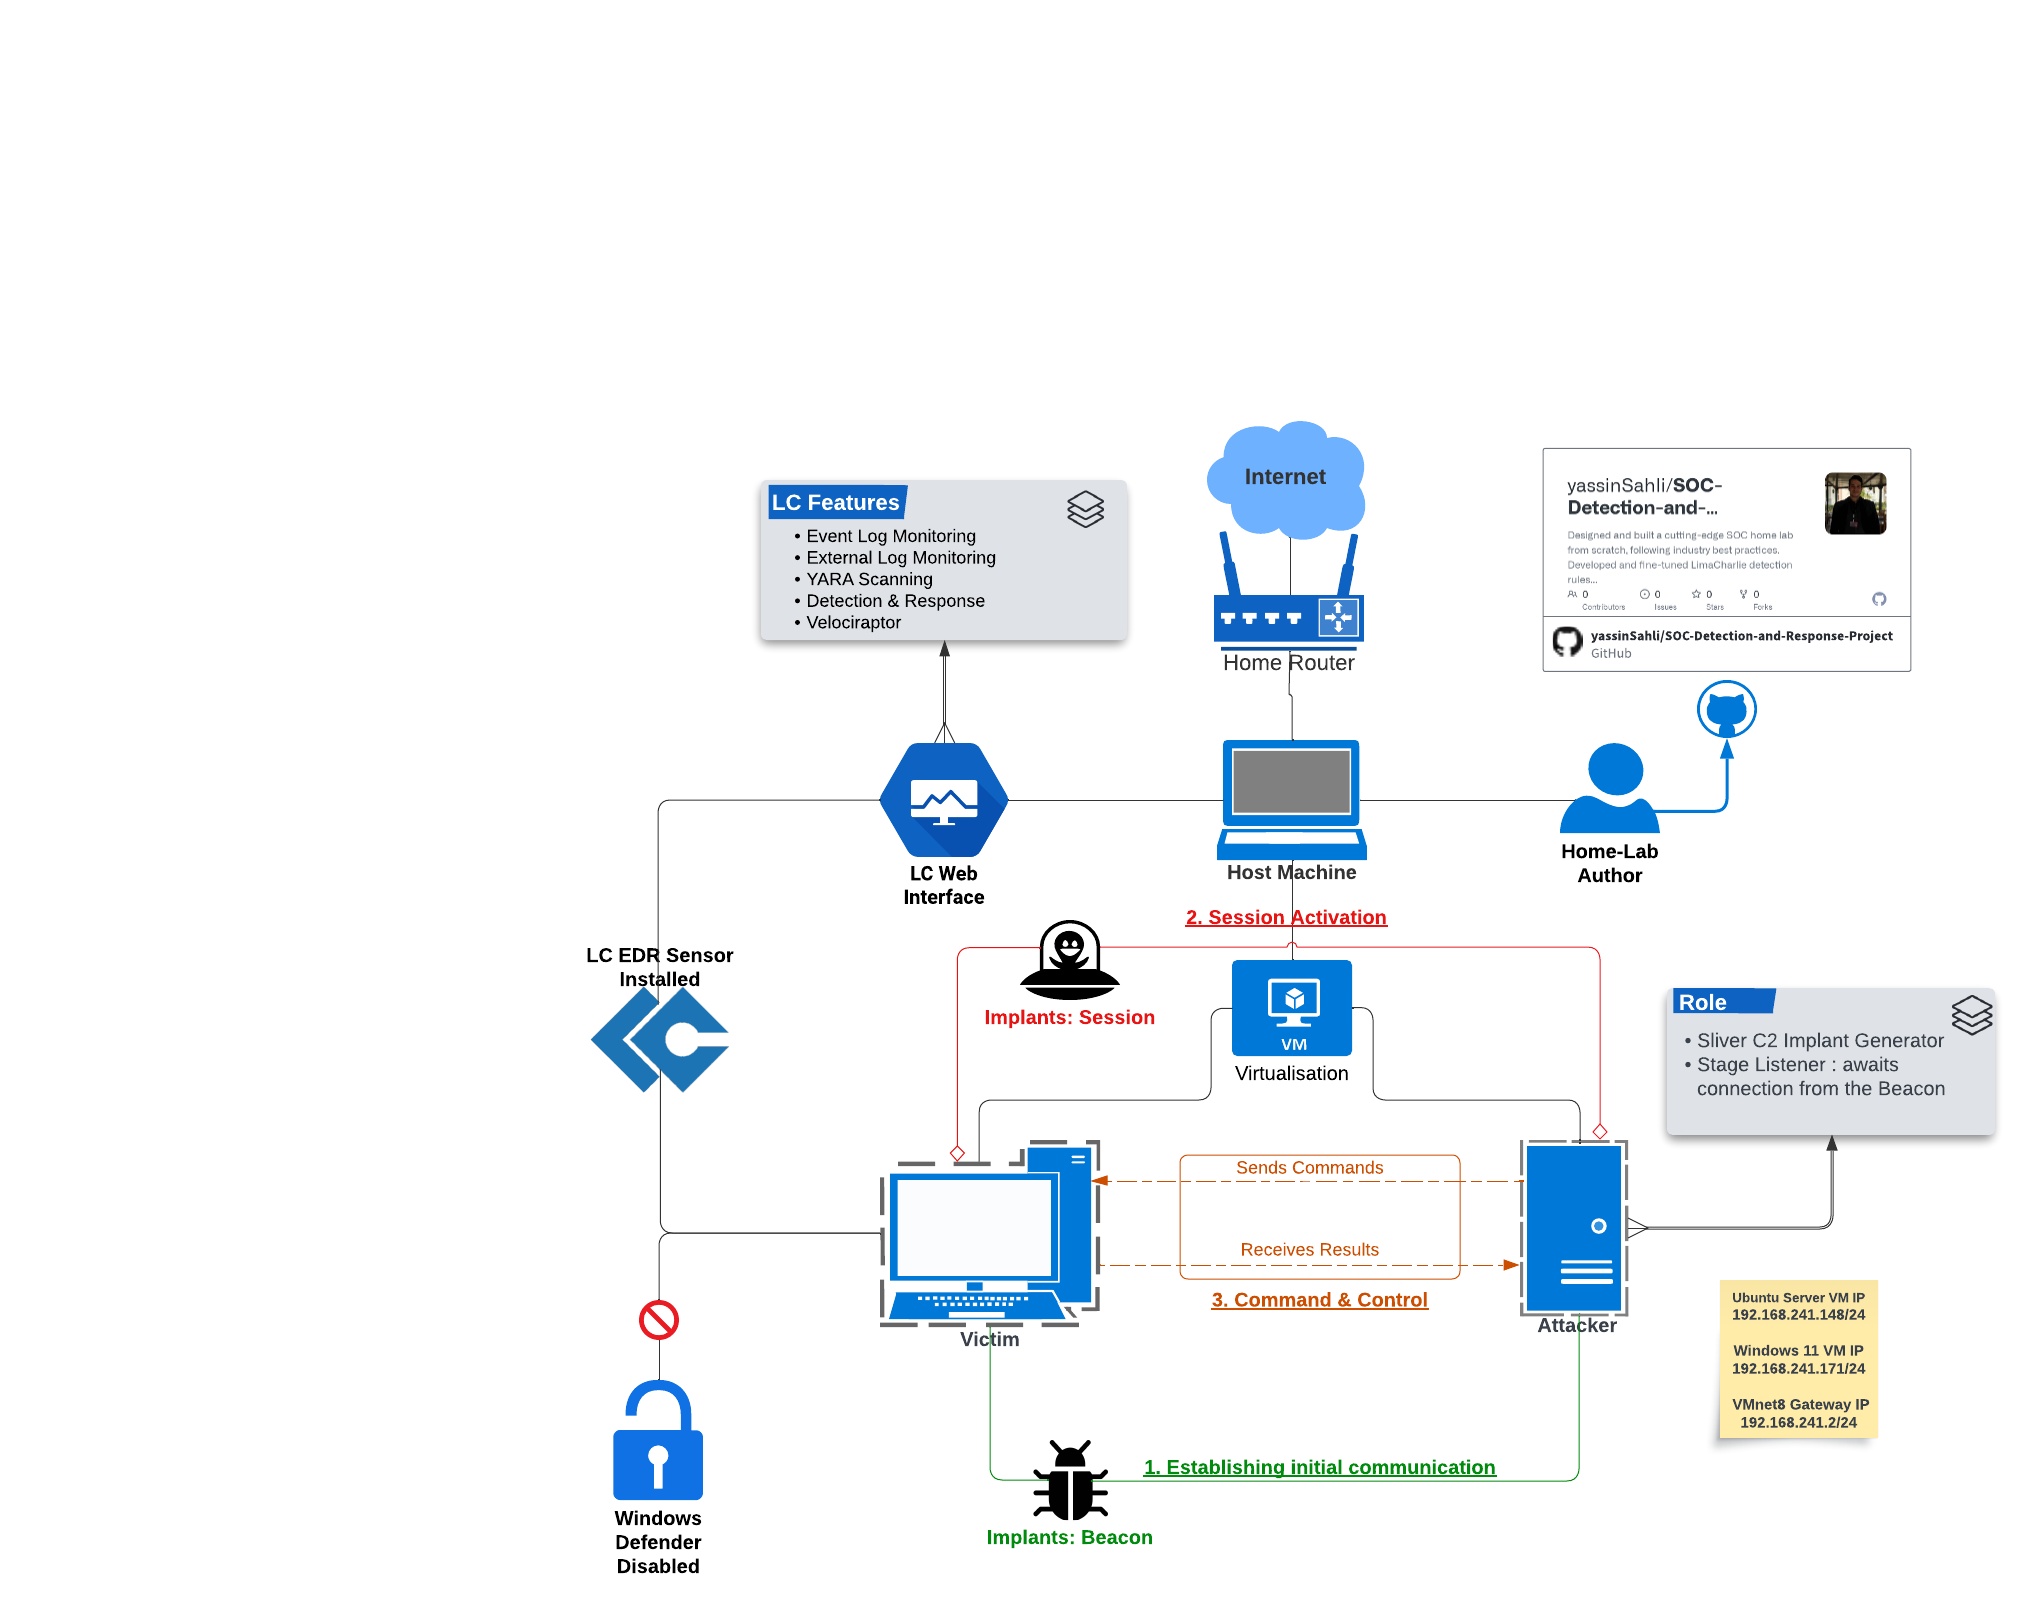 Internet
LC Features
• Event Log Monitoring
• External Log Monitoring
• YARA Scanning
• Detection & Response
• Velociraptor
Home Router
yassinSahli/SOC-
Detection-and-...
Designed and built a cutting-edge SOC home lab
from scratch, following industry best practices.
Developed and fine-tuned LimaCharlie detection
rules...
0
Contributors
0
Issues
0
Stars
0
Forks
yassinSahli/SOC-Detection-and-Response-Project
GitHub
LC Web
Interface
Host Machine
Home-Lab
Author
2. Session Activation
LC EDR Sensor
Installed
Implants: Session
VM
Virtualisation
Role
• Sliver C2 Implant Generator
• Stage Listener : awaits
connection from the Beacon
Sends Commands
Receives Results
3. Command & Control
Victim
Attacker
Ubuntu Server VM IP
192.168.241.148/24
Windows 11 VM IP
192.168.241.171/24
VMnet8 Gateway IP
192.168.241.2/24
1. Establishing initial communication
Implants: Beacon
Windows
Defender
Disabled